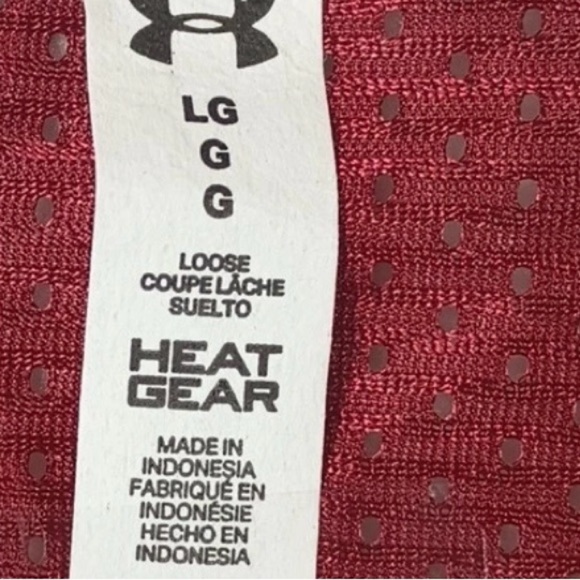 LG
G
G
LOOSE
COUPE LÂCHE
SUELTO
HEAT
GEAR
MADE IN
INDONESIA
FABRIQUÉ EN
INDONÉSIE
HECHO EN
INDONESIA